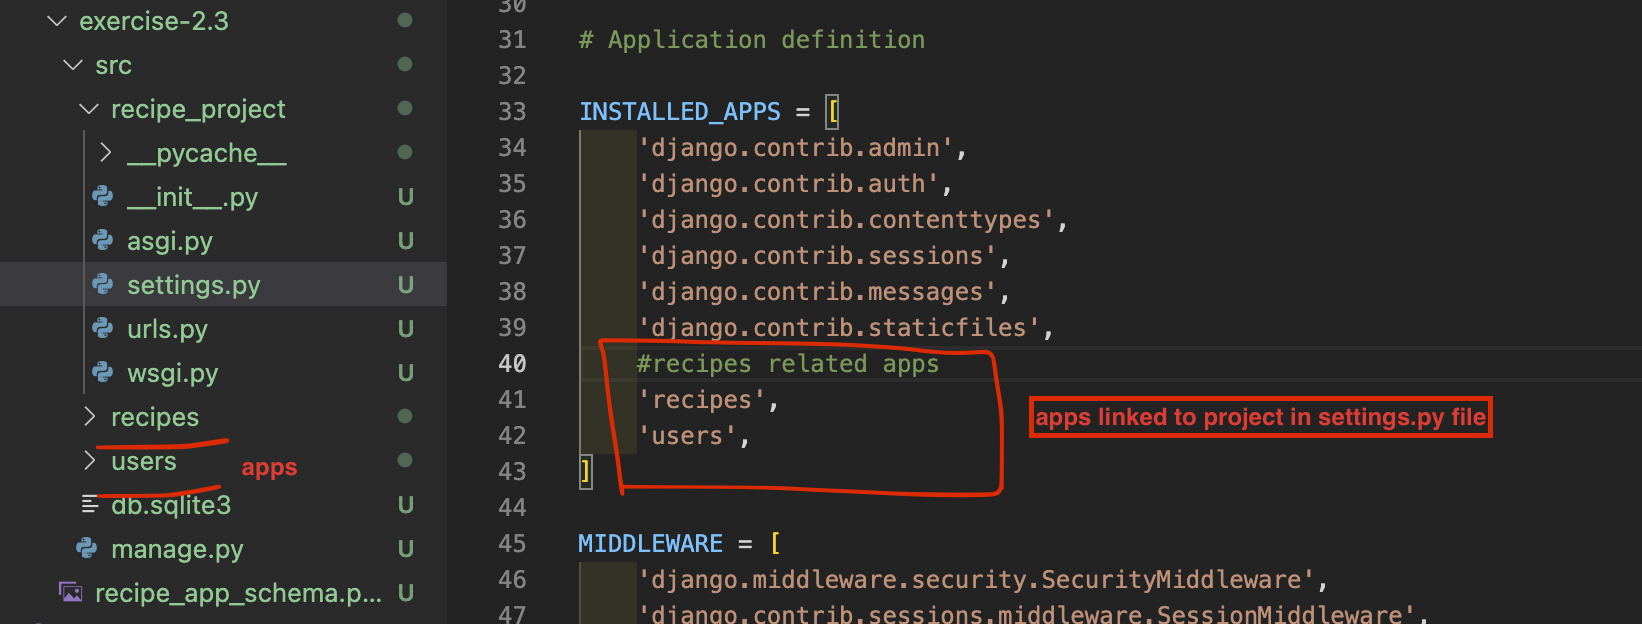 exercise-2.3
src
recipe_project
__pycache__
__init__.py U
asgi.py U
settings.py U
urls.py U
wsgi.py U
recipes
users
apps
db.sqlite3 U
manage.py U
recipe_app_schema.p... U
30
31 # Application definition
32
33 INSTALLED_APPS = [
34 'django.contrib.admin',
35 'django.contrib.auth',
36 'django.contrib.contenttypes',
37 'django.contrib.sessions',
38 'django.contrib.messages',
39 'django.contrib.staticfiles',
40 #recipes related apps
41 'recipes',
42 'users',
43 ]
apps linked to project in settings.py file
44
45 MIDDLEWARE = [
46 'django.middleware.security.SecurityMiddleware',
47 'django.contrib.sessions.middleware.SessionMiddleware',